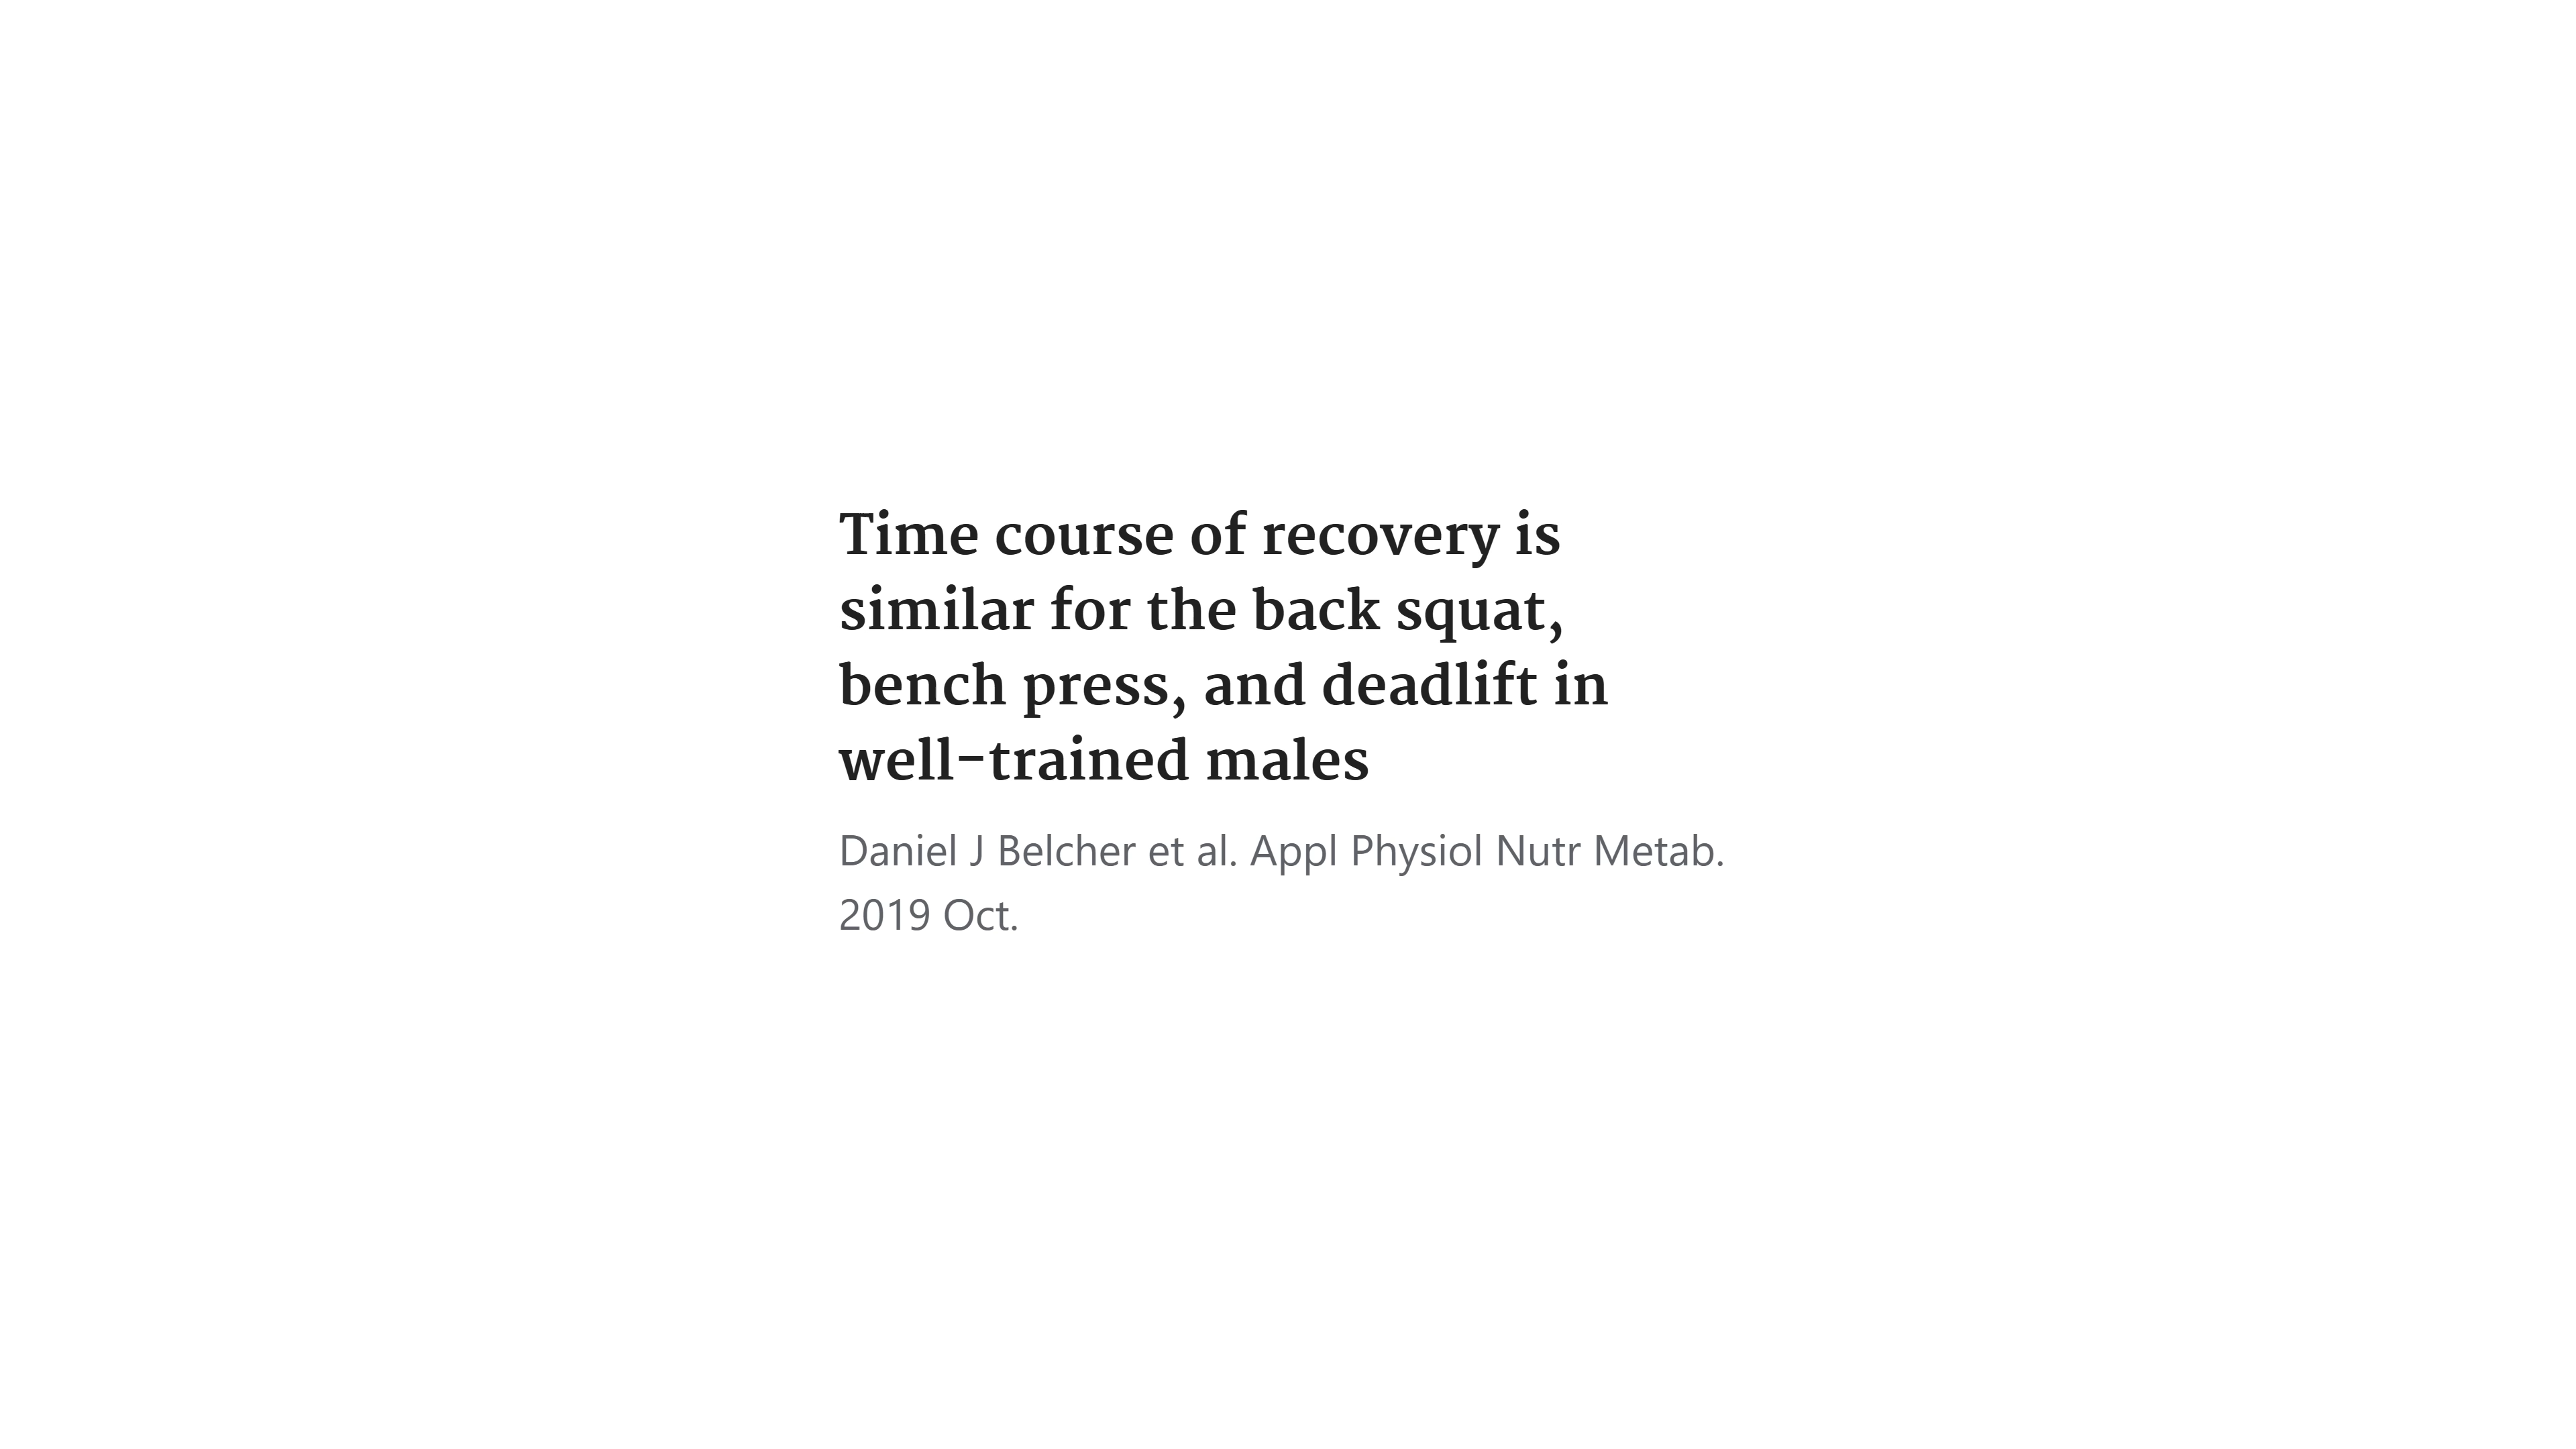 Time course of recovery is
similar for the back squat,
bench press, and deadlift in
well-trained males
Daniel J Belcher et al. Appl Physiol Nutr Metab.
2019 Oct.